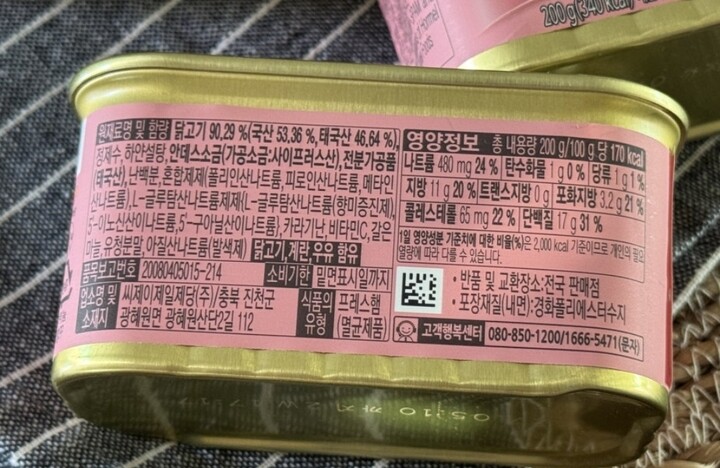 200 g(340 kcal)
원재료명 및 함량 닭고기 90.29 %(국산 53.36 %, 태국산 46.64 %),
정제수, 하얀설탕, 안데스소금(가공소금:사이프러스산), 전분가공품
(태국산), 난백분, 혼합제제(폴리인산나트륨, 피로인산나트륨, 메타인
산나트륨), L-글루탐산나트륨제제(L-글루탐산나트륨(향미증진제),
5'-이노신산이나트륨, 5'-구아닐산이나트륨), 카라기난, 비타민C, 같은
마늘, 유청분말, 아질산나트륨(발색제) 닭고기, 계란, 우유 함유
품목보고번호 20080405015-214 소비기한 밑면표시일까지
업소명 및 소재지 씨제이제일제당(주)/충북 진천군
광혜원면 광혜원산단2길 112
식품의 유형 프레스햄
(멸균제품)
영양정보 총 내용량 200 g/100 g 당 170 kcal
나트륨 480 mg 24 % 탄수화물 1 g 0 % 당류 1 g 1 %
지방 11 g 20 % 트랜스지방 0 g 포화지방 3.2 g 21 %
콜레스테롤 65 mg 22 % 단백질 17 g 31 %
1일 영양성분 기준치에 대한 비율(%)은 2,000 kcal 기준이므로 개인의 필요
열량에 따라 다를 수 있습니다.
• 반품 및 교환장소:전국 판매점
• 포장재질(내면):경화폴리에스터수지
고객행복센터 080-850-1200/1666-5471(문자)